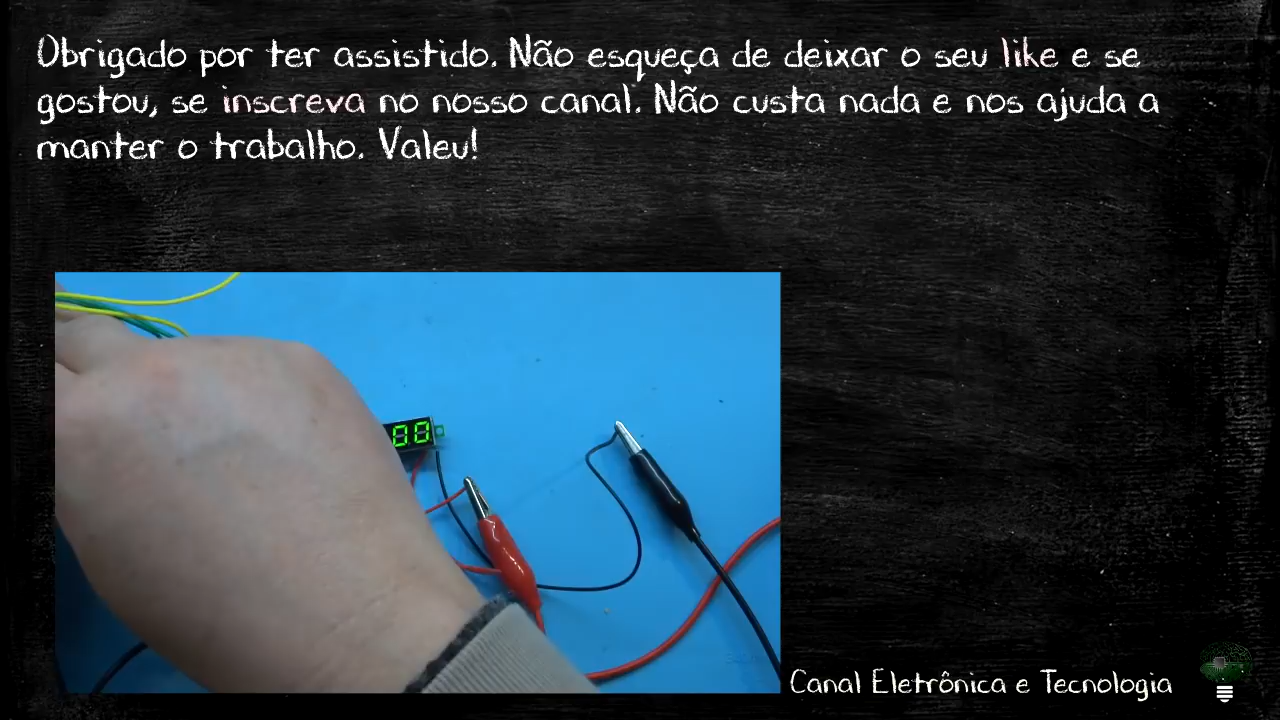 Obrigado por ter assistido. Não esqueça de deixar o seu like e se
gostou, se inscreva no nosso canal. Não custa nada e nos ajuda a
manter o trabalho. Valeu!
00
Canal Eletrônica e Tecnologia